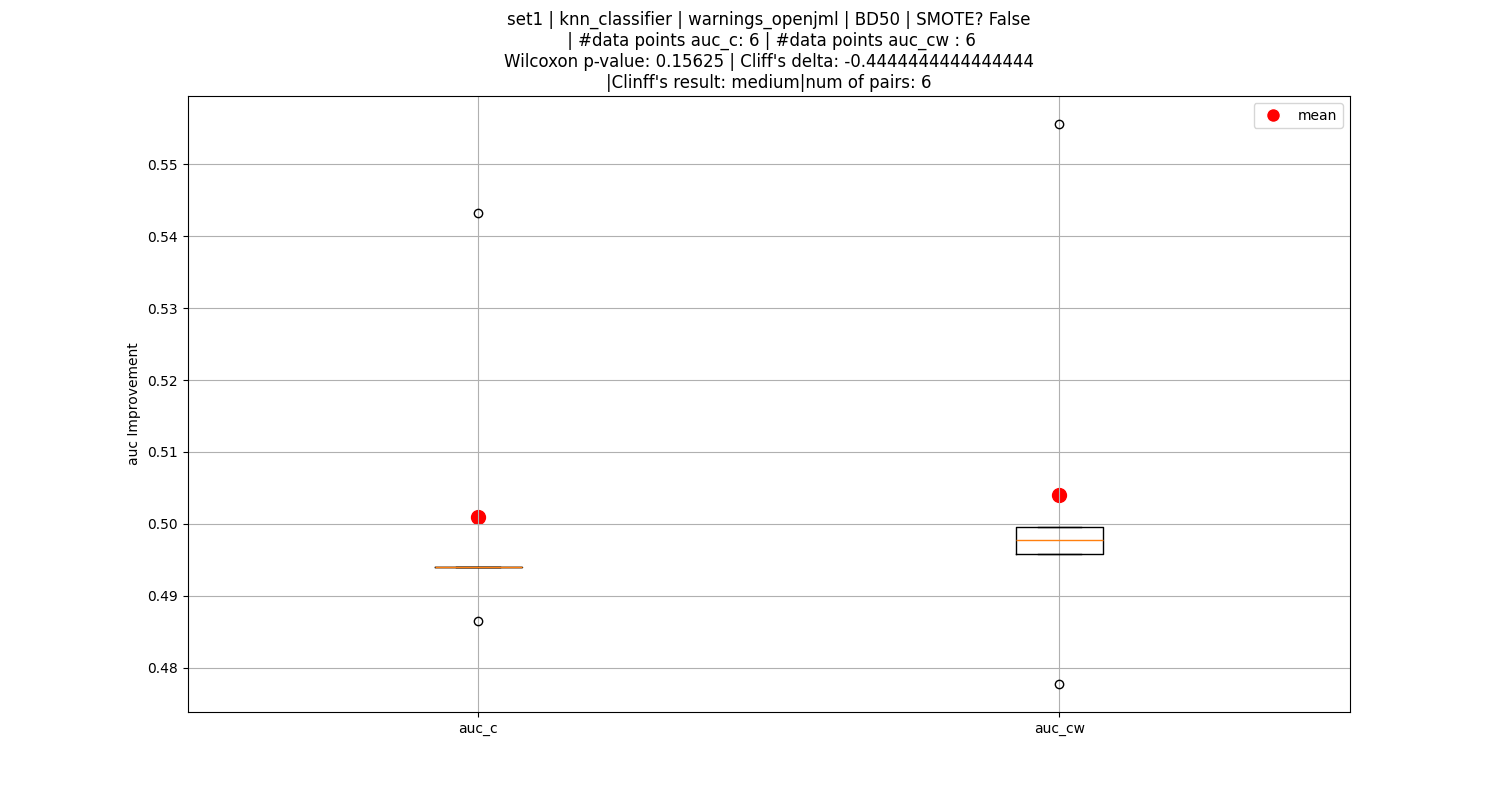 set1 | knn_classifier | warnings_openjml | BD50 | SMOTE? False
| #data points auc_c: 6 | #data points auc_cw : 6
Wilcoxon p-value: 0.15625 | Cliff's delta: -0.4444444444444444
|Clinff's result: medium|num of pairs: 6
mean
0.55
0.54
0.53
0.52
0.51
0.50
0.49
0.48
auc Improvement
auc_c
auc_cw